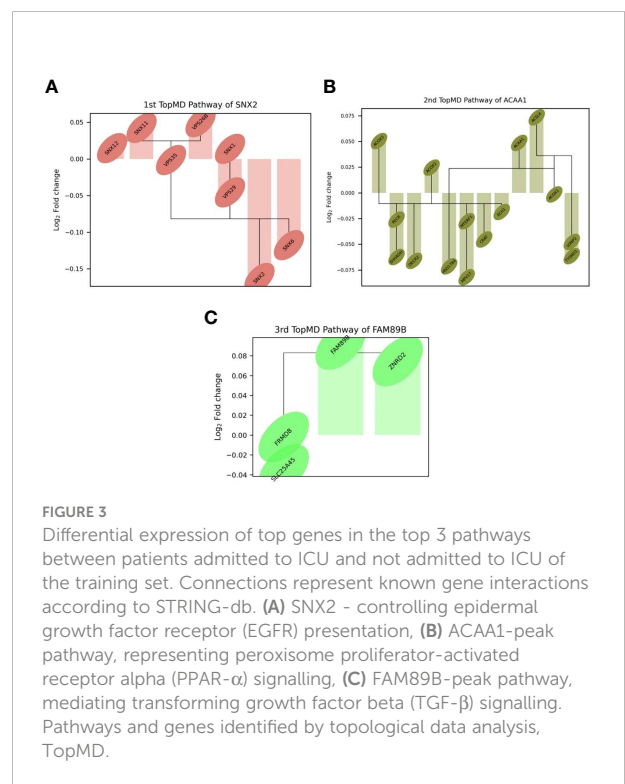 A
1st TopMD Pathway of SNX2
0.05
0.00
−0.05
−0.10
−0.15
Log2 Fold change
SNX12
SNX11
VPS26B
VPS35
SNX1
VPS29
SNX2
SNX6
B
2nd TopMD Pathway of ACAA1
0.075
0.050
0.025
0.000
−0.025
−0.050
−0.075
Log2 Fold change
C
3rd TopMD Pathway of FAM89B
0.08
0.06
0.04
0.02
0.00
−0.02
−0.04
Log2 Fold change
FAM89B
ZNRD2
FRMD8
SLC25A45
FIGURE 3
Differential expression of top genes in the top 3 pathways
between patients admitted to ICU and not admitted to ICU of
the training set. Connections represent known gene interactions
according to STRING-db. (A) SNX2 - controlling epidermal
growth factor receptor (EGFR) presentation, (B) ACAA1-peak
pathway, representing peroxisome proliferator-activated
receptor alpha (PPAR-α) signalling, (C) FAM89B-peak pathway,
mediating transforming growth factor beta (TGF-β) signalling.
Pathways and genes identified by topological data analysis,
TopMD.